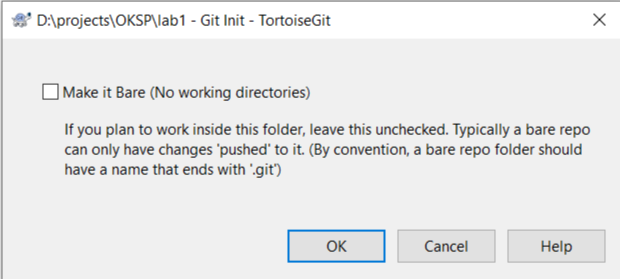 D:\projects\OKSP\lab1 - Git Init - TortoiseGit
Make it Bare (No working directories)
If you plan to work inside this folder, leave this unchecked. Typically a bare repo
can only have changes 'pushed' to it. (By convention, a bare repo folder should
have a name that ends with '.git')
OK Cancel Help